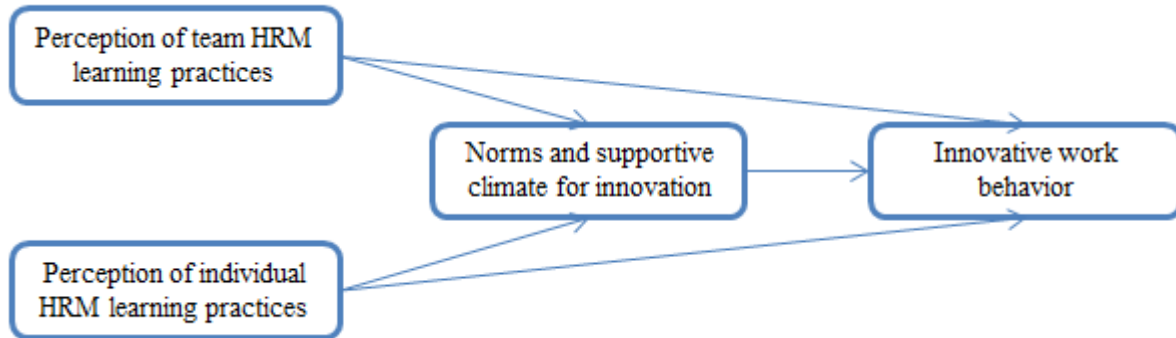 Perception of team HRM
learning practices
Norms and supportive
climate for innovation
Innovative work
behavior
Perception of individual
HRM learning practices